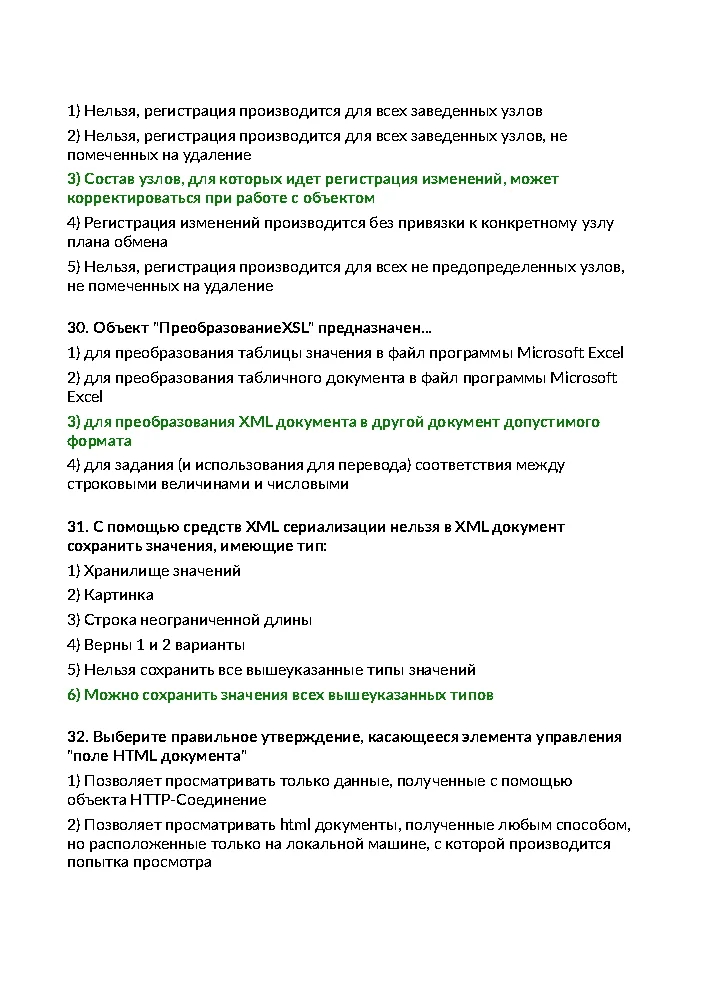 1) Нельзя, регистрация производится для всех заведенных узлов
2) Нельзя, регистрация производится для всех заведенных узлов, не
помеченных на удаление
3) Состав узлов, для которых идет регистрация изменений, может
корректироваться при работе с объектом
4) Регистрация изменений производится без привязки к конкретному узлу
плана обмена
5) Нельзя, регистрация производится для всех не предопределенных узлов,
не помеченных на удаление
30. Объект "ПреобразованиеXSL" предназначен...
1) для преобразования таблицы значения в файл программы Microsoft Excel
2) для преобразования табличного документа в файл программы Microsoft
Excel
3) для преобразования XML документа в другой документ допустимого
формата
4) для задания (и использования для перевода) соответствия между
строковыми величинами и числовыми
31. С помощью средств XML сериализации нельзя в XML документ
сохранить значения, имеющие тип:
1) Хранилище значений
2) Картинка
3) Строка неограниченной длины
4) Верны 1 и 2 варианты
5) Нельзя сохранить все вышеуказанные типы значений
6) Можно сохранить значения всех вышеуказанных типов
32. Выберите правильное утверждение, касающееся элемента управления
"поле HTML документа"
1) Позволяет просматривать только данные, полученные с помощью
объекта HTTP-Соединение
2) Позволяет просматривать html документы, полученные любым способом,
но расположенные только на локальной машине, с которой производится
попытка просмотра